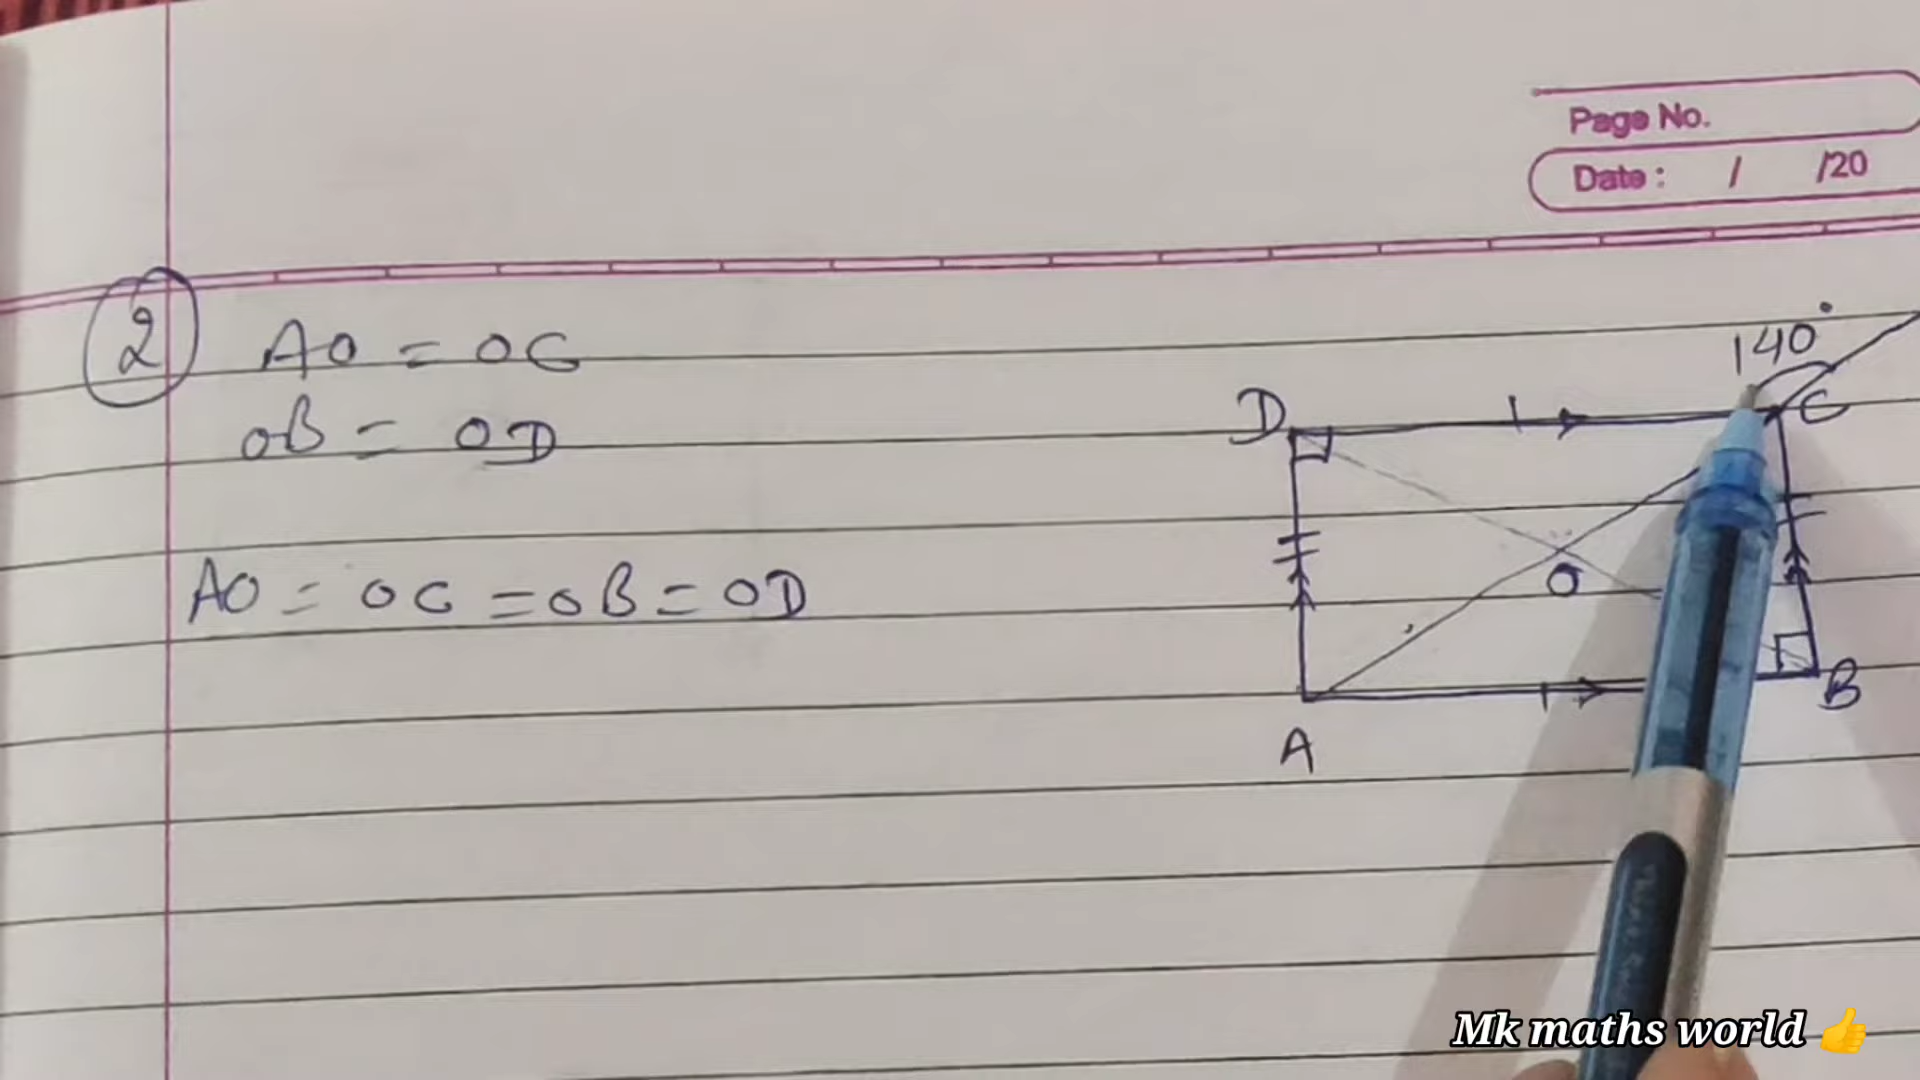 Page No.
Date : / /20
2 AO = OC
OB = OD
AO = OC = OB = OD
140°
D C
O
A B
Mk maths world 👍